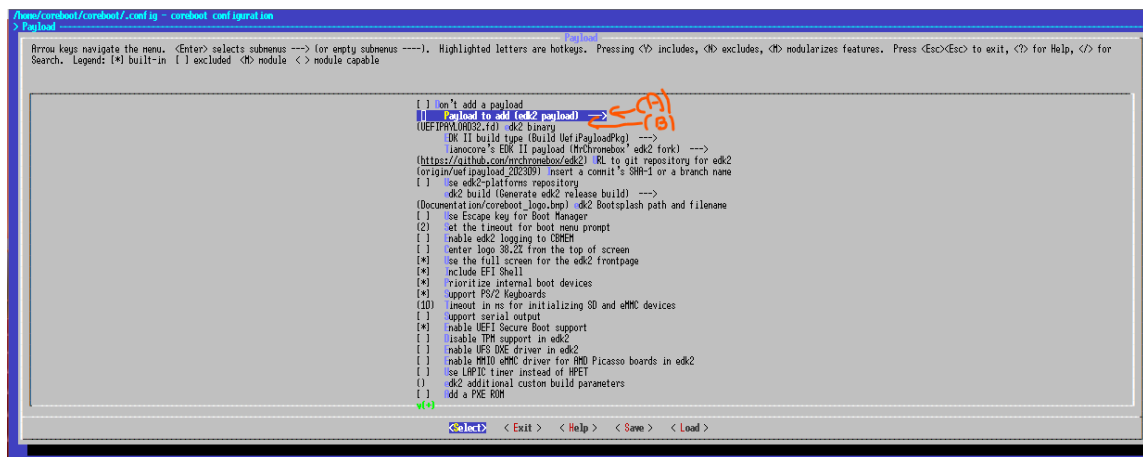 /home/coreboot/coreboot/.config - coreboot configuration
> Payload
Payload
Arrow keys navigate the menu. <Enter> selects submenus ---> (or empty submenus ----). Highlighted letters are hotkeys. Pressing <Y> includes, <N> excludes, <M> modularizes features. Press <Esc><Esc> to exit, <?> for Help, </> for
Search. Legend: [*] built-in [ ] excluded <M> module < > module capable
[ ] Don't add a payload
Payload to add (edk2 payload) ---> (A)
(UEFIPAYLOAD32.fd) edk2 binary (B)
EDK II build type (Build UefiPayloadPkg) --->
Tianocore's EDK II payload (MrChromebox' edk2 fork) --->
(https://github.com/mrchromebox/edk2) URL to git repository for edk2
(origin/uefipayload_202309) Insert a commit's SHA-1 or a branch name
[ ] Use edk2-platforms repository
edk2 build (Generate edk2 release build) --->
(Documentation/coreboot_logo.bmp) edk2 Bootsplash path and filename
[ ] Use Escape key for Boot Manager
(2) Set the timeout for boot menu prompt
[ ] Enable edk2 logging to CBMEM
[ ] Center logo 38.2% from the top of screen
[*] Use the full screen for the edk2 frontpage
[*] Include EFI Shell
[*] Prioritize internal boot devices
[*] Support PS/2 Keyboards
(10) Timeout in ms for initializing SD and eMMC devices
[ ] Support serial output
[*] Enable UEFI Secure Boot support
[ ] Disable TPM support in edk2
[ ] Enable UFS DXE driver in edk2
[ ] Enable MMIO eMMC driver for AMD Picasso boards in edk2
[ ] Use LAPIC timer instead of HPET
() edk2 additional custom build parameters
[ ] Add a PXE ROM
v(+)
<Select> < Exit > < Help > < Save > < Load >